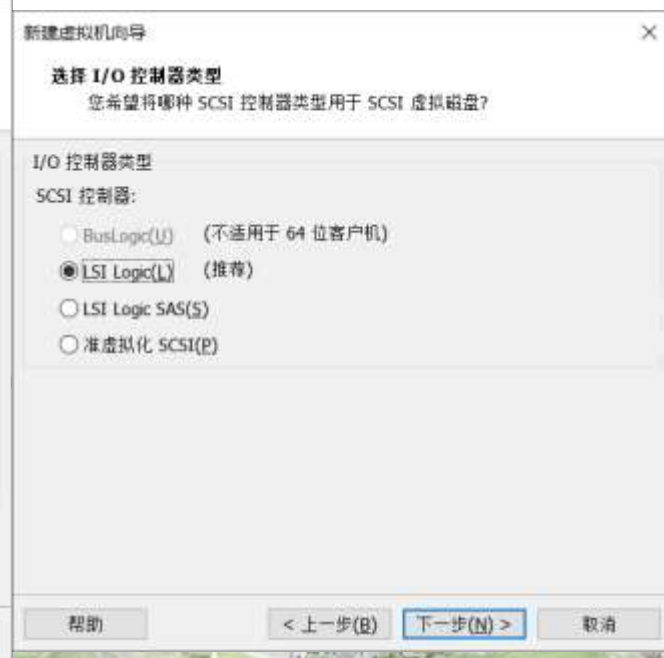 新建虚拟机向导
选择 I/O 控制器类型
您希望将哪种 SCSI 控制器类型用于 SCSI 虚拟磁盘?
I/O 控制器类型
SCSI 控制器:
BusLogic(U) (不适用于 64 位客户机)
LSI Logic(L) (推荐)
LSI Logic SAS(S)
准虚拟化 SCSI(P)
帮助 < 上一步(B) 下一步(N) > 取消